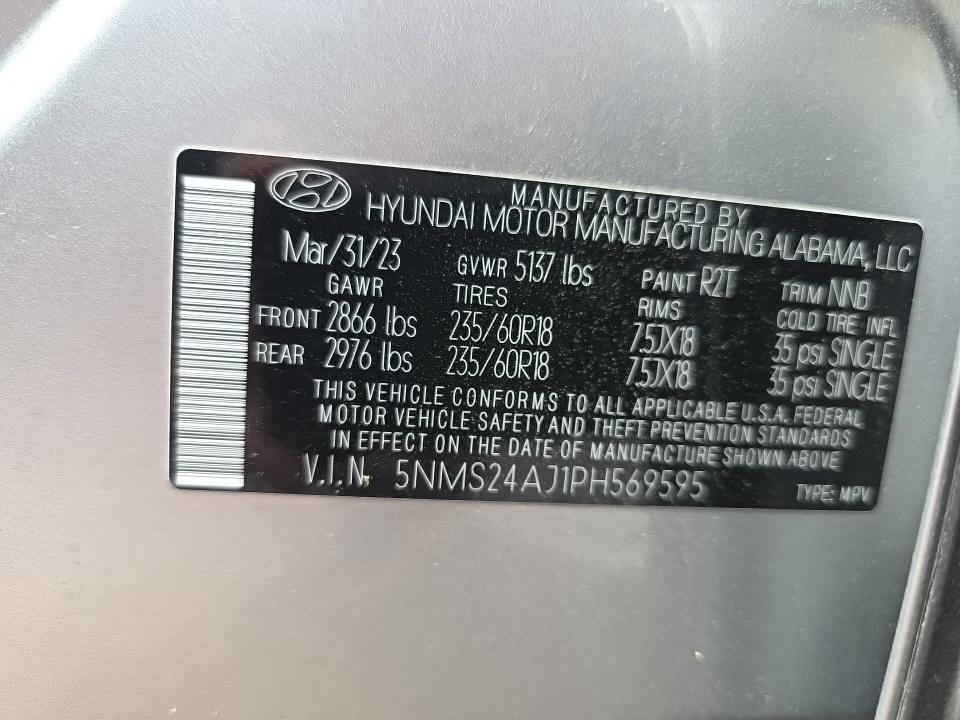 MANUFACTURED BY
HYUNDAI MOTOR MANUFACTURING ALABAMA, LLC
Mar/31/23 GVWR 5137 lbs PAINT R2T TRIM NNB
GAWR TIRES RIMS COLD TIRE INFL
FRONT 2866 lbs 235/60R18 7.5JX18 35 psi SINGLE
REAR 2976 lbs 235/60R18 7.5JX18 35 psi SINGLE
THIS VEHICLE CONFORMS TO ALL APPLICABLE U.S.A. FEDERAL
MOTOR VEHICLE SAFETY AND THEFT PREVENTION STANDARDS
IN EFFECT ON THE DATE OF MANUFACTURE SHOWN ABOVE
V.I.N. 5NMS24AJ1PH569595 TYPE: MPV